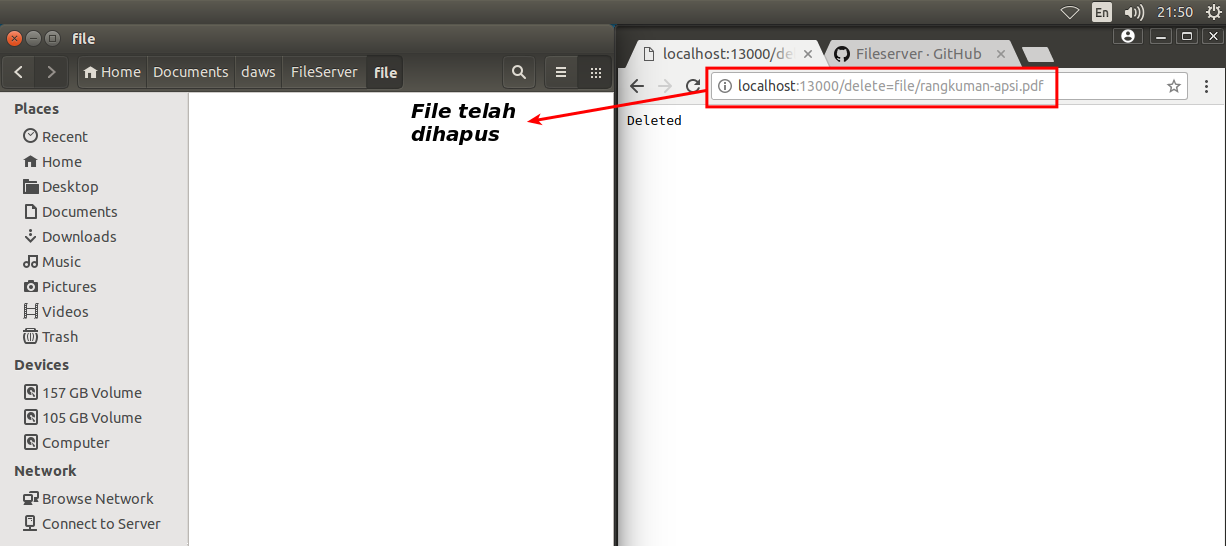 En 21:50
file
Home Documents daws FileServer file
Places
Recent
Home
Desktop
Documents
Downloads
Music
Pictures
Videos
Trash
Devices
157 GB Volume
105 GB Volume
Computer
Network
Browse Network
Connect to Server
File telah
dihapus
localhost:13000/de
Fileserver · GitHub
localhost:13000/delete=file/rangkuman-apsi.pdf
Deleted